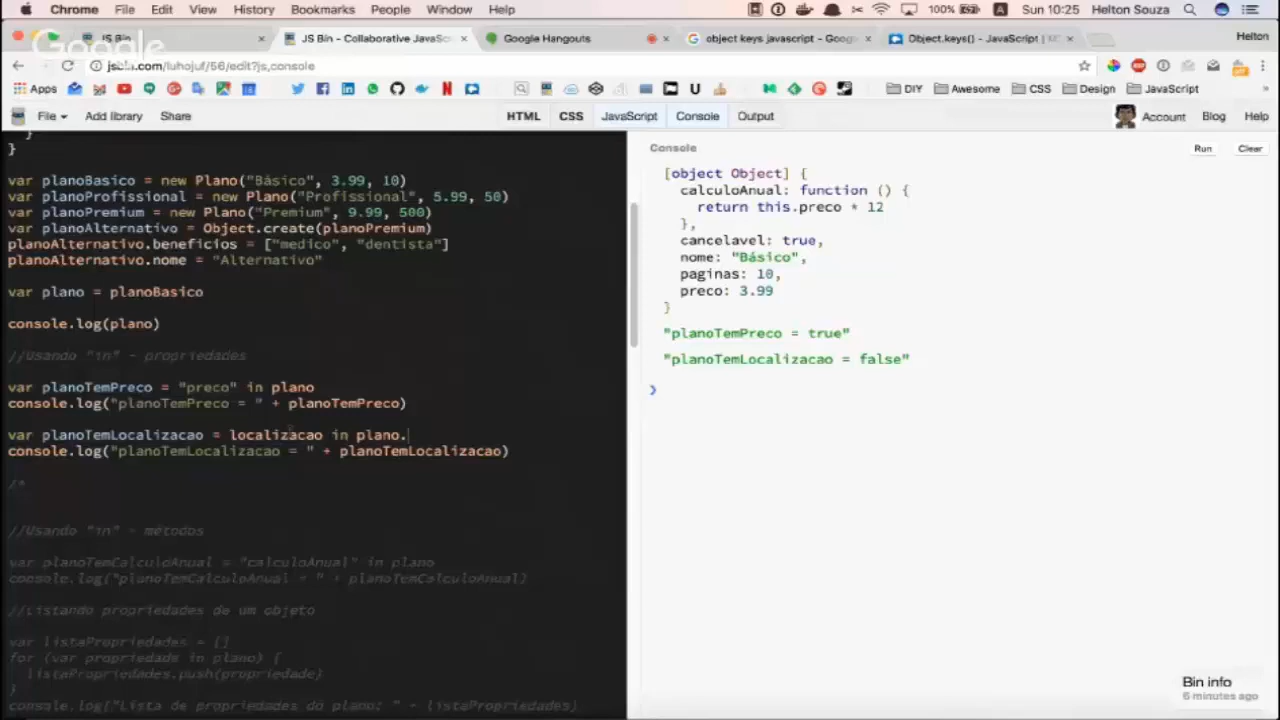 Chrome File Edit View History Bookmarks People Window Help 100% Sun 10:25 Helton Souza
Google
JS Bin × JS Bin - Collaborative JavaSc × Google Hangouts × object keys javascript - Goog × Object.keys() - JavaScript | × Helton
jsbin.com/luhojuf/56/edit?js,console
Apps DIY Awesome CSS Design JavaScript »
File Add library Share HTML CSS JavaScript Console Output Account Blog Help
}
}
var planoBasico = new Plano("Básico", 3.99, 10)
var planoProfissional = new Plano("Profissional", 5.99, 50)
var planoPremium = new Plano("Premium", 9.99, 500)
var planoAlternativo = Object.create(planoPremium)
planoAlternativo.beneficios = ["medico", "dentista"]
planoAlternativo.nome = "Alternativo"
var plano = planoBasico
console.log(plano)
//Usando "in" - propriedades
var planoTemPreco = "preco" in plano
console.log("planoTemPreco = " + planoTemPreco)
var planoTemLocalizacao = localizacao in plano.
console.log("planoTemLocalizacao = " + planoTemLocalizacao)
/*
//Usando "in" - métodos
var planoTemCalculoAnual = "calculoAnual" in plano
console.log("planoTemCalculoAnual = " + planoTemCalculoAnual)
//Listando propriedades de um objeto
var listaPropriedades = []
for (var propriedade in plano) {
listaPropriedades.push(propriedade)
}
console.log("Lista de propriedades do plano: " + listaPropriedades)
Console Run Clear
[object Object] {
calculoAnual: function () {
return this.preco * 12
},
cancelavel: true,
nome: "Básico",
paginas: 10,
preco: 3.99
}
"planoTemPreco = true"
"planoTemLocalizacao = false"
Bin info
6 minutes ago